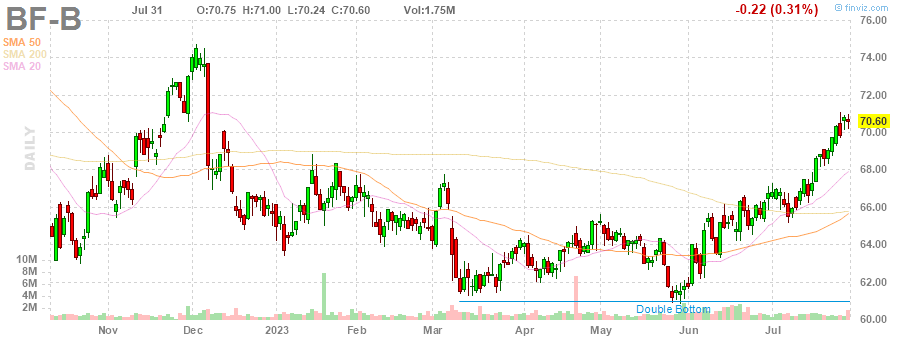 BF-B
Jul 31 O:70.75 H:71.00 L:70.24 C:70.60 Vol:1.75M
-0.22 (0.31%)
© finviz.com
SMA 50
SMA 200
SMA 20
DAILY
76.00
74.00
72.00
70.60
70.00
68.00
66.00
64.00
62.00
60.00
10M
8M
6M
4M
2M
Double Bottom
Nov Dec 2023 Feb Mar Apr May Jun Jul